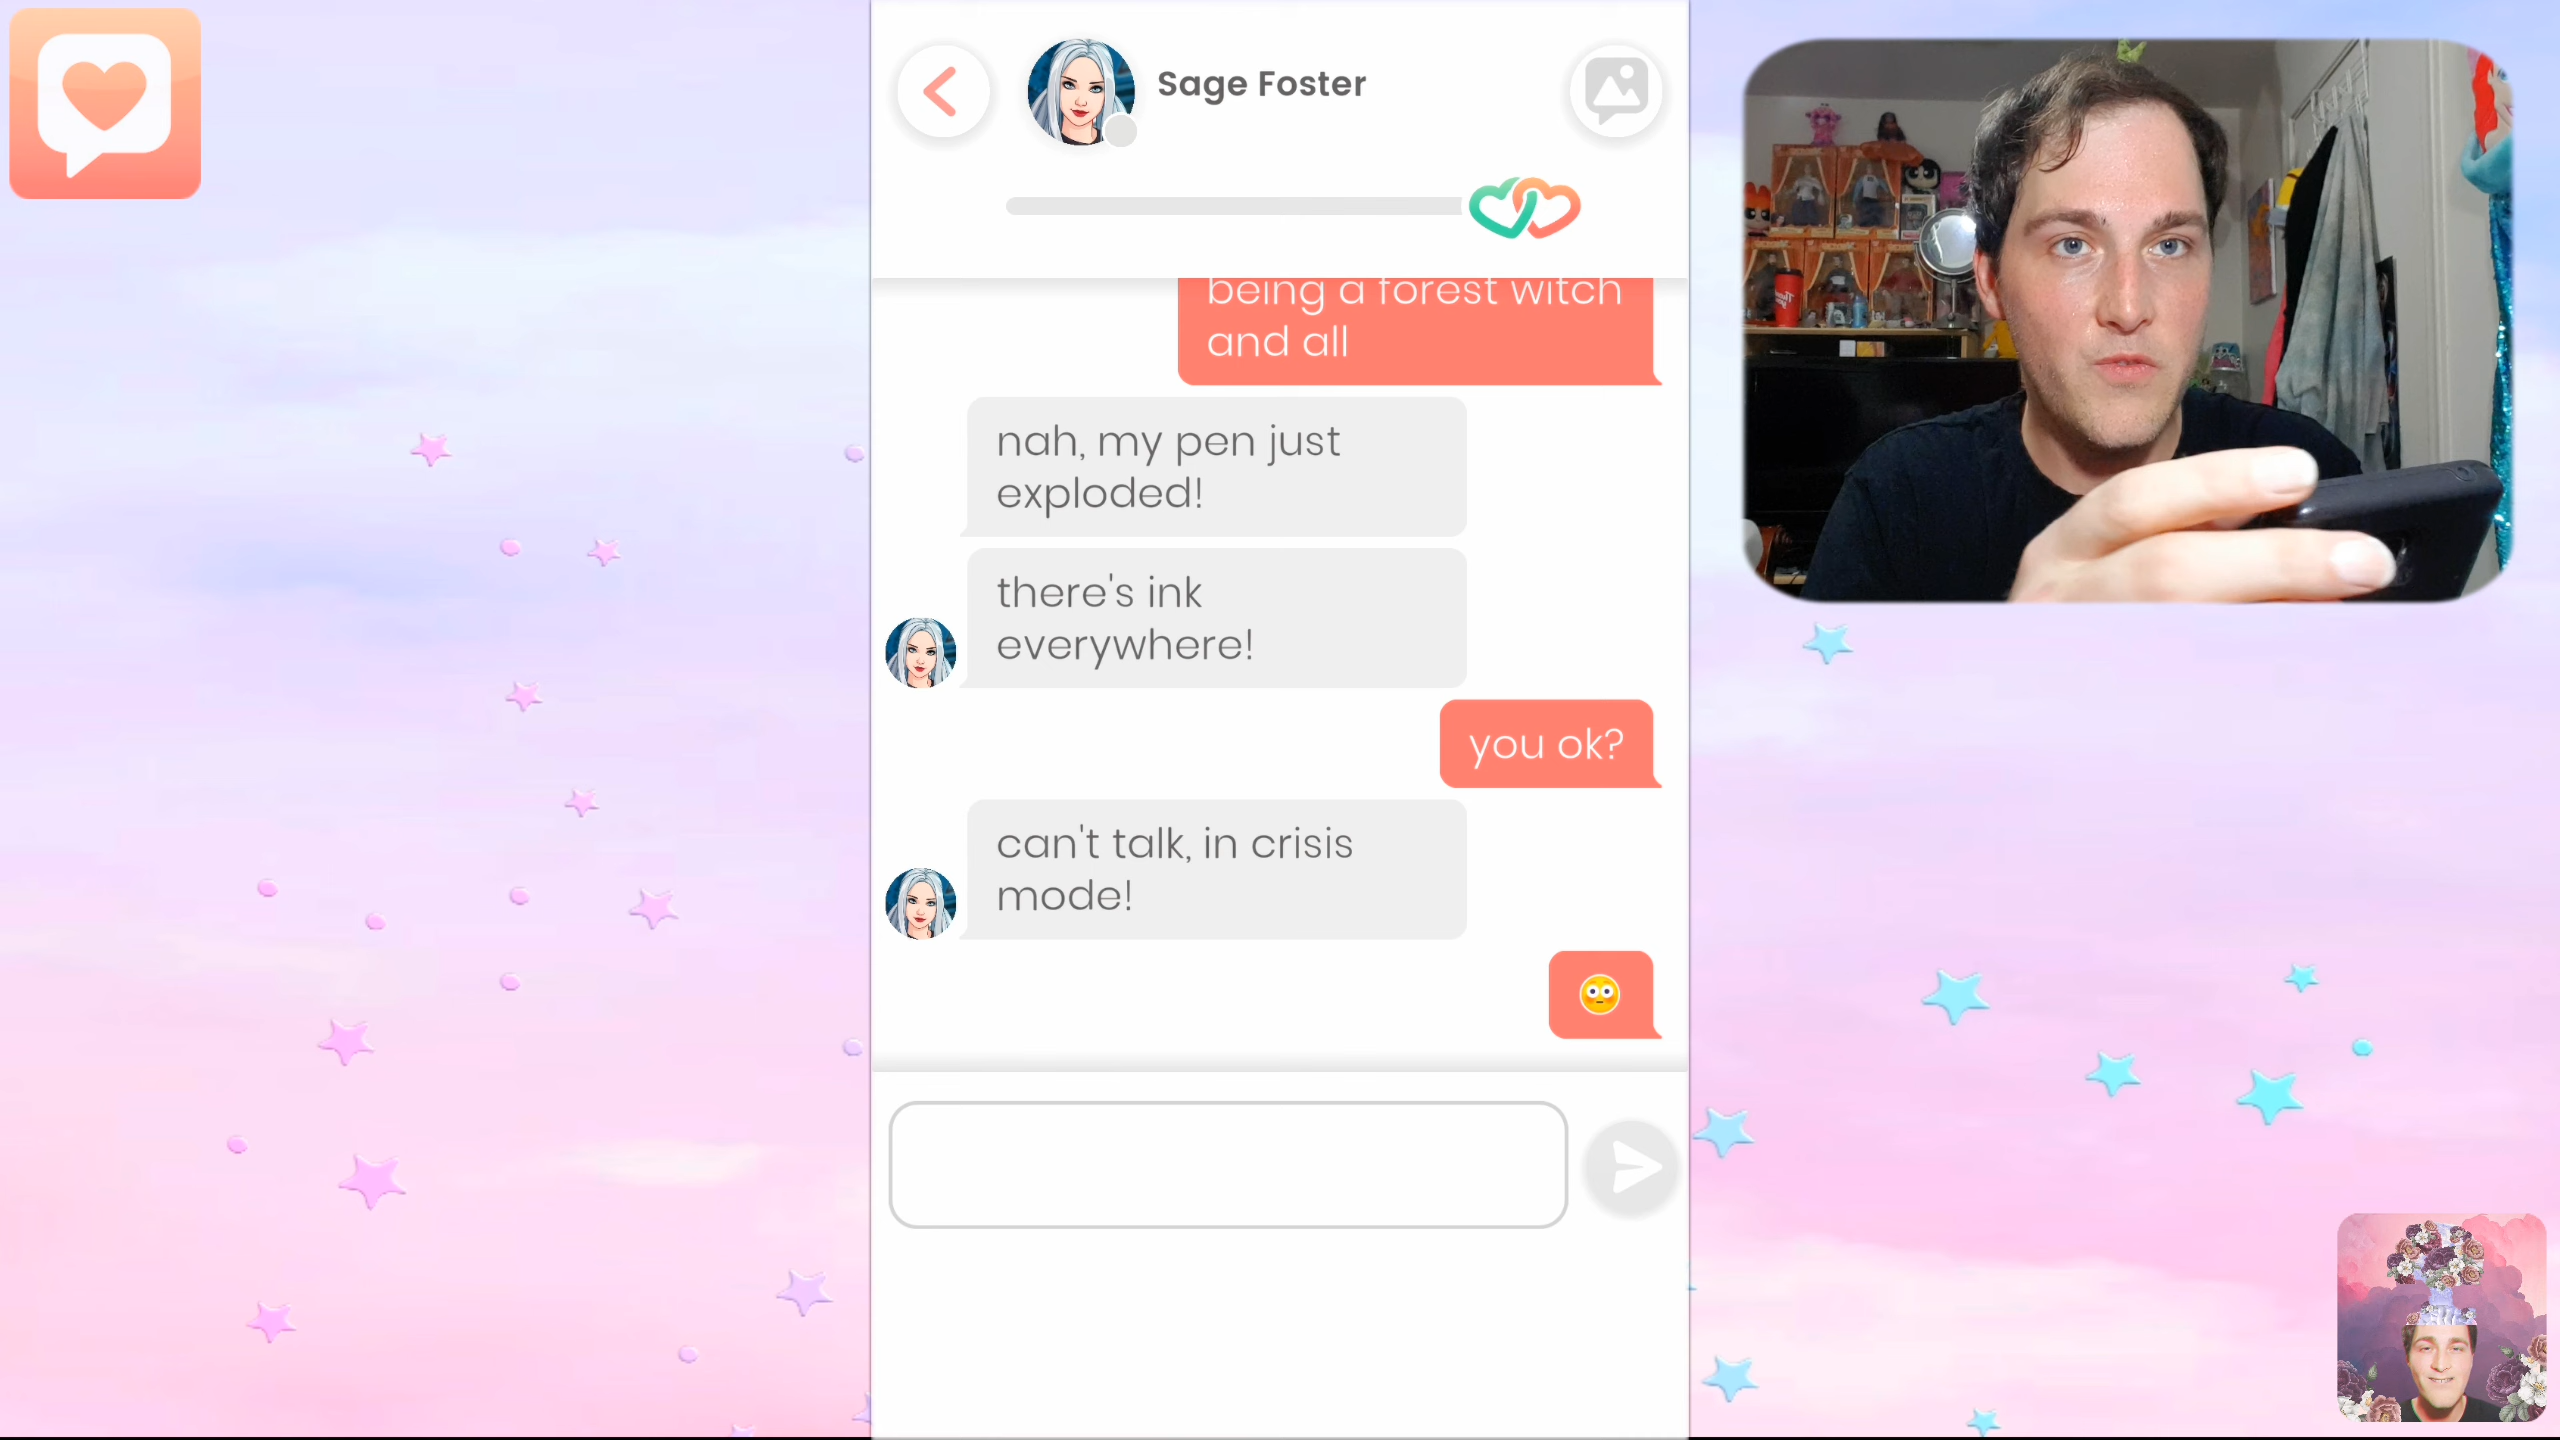 Sage Foster
being a forest witch
and all
nah, my pen just
exploded!
there's ink
everywhere!
you ok?
can't talk, in crisis
mode!